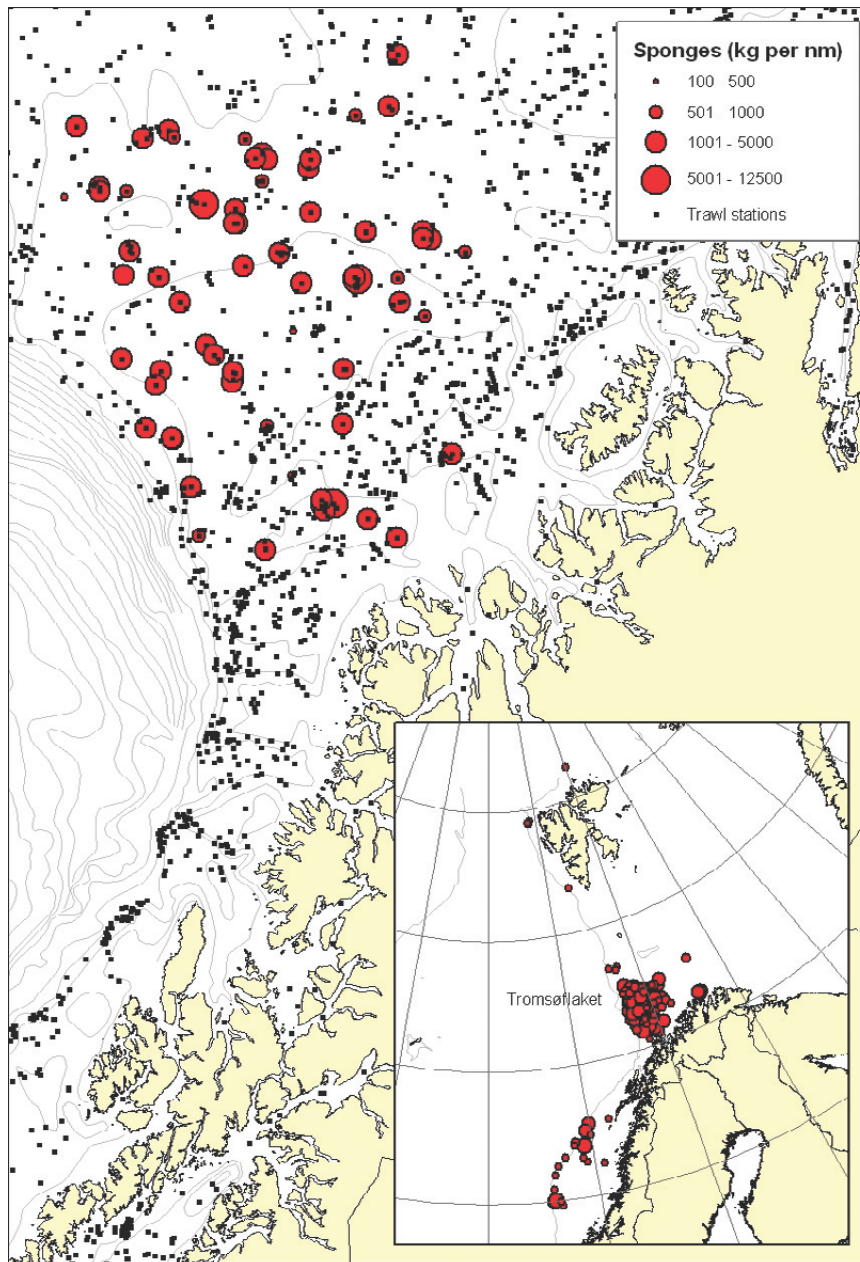 Sponges (kg per nm)
100 500
501 1000
1001 - 5000
5001 - 12500
Trawl stations
Tromsøflaket